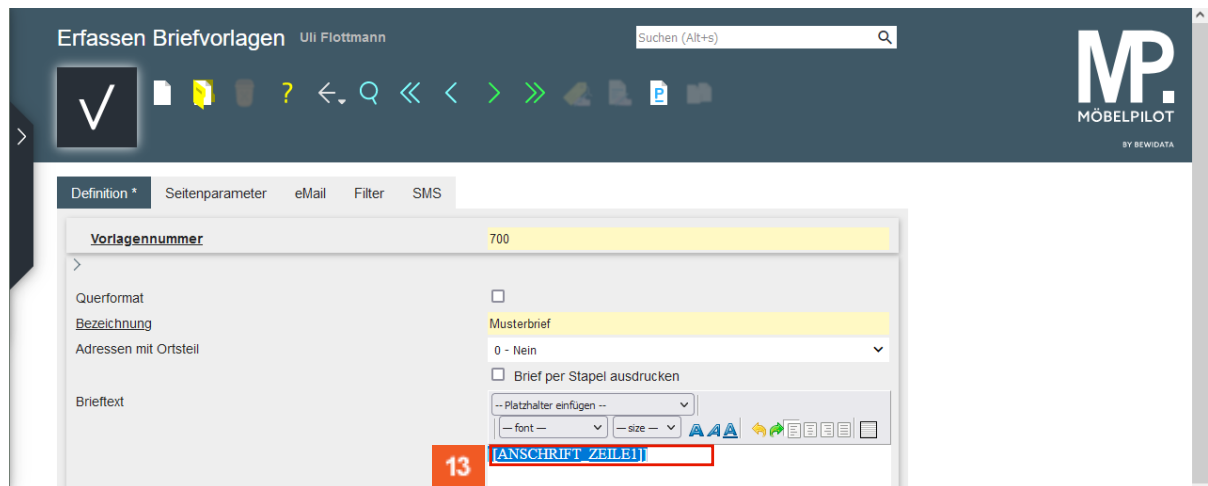 Erfassen Briefvorlagen Uli Flottmann
Suchen (Alt+s)
MP.
MÖBELPILOT
BY BEWIDATA
Definition * Seitenparameter eMail Filter SMS
Vorlagennummer 700
Querformat
Bezeichnung Musterbrief
Adressen mit Ortsteil 0 - Nein
Brief per Stapel ausdrucken
Brieftext -- Platzhalter einfügen --
— font — — size — A A A
13 [[ANSCHRIFT_ZEILE1]]